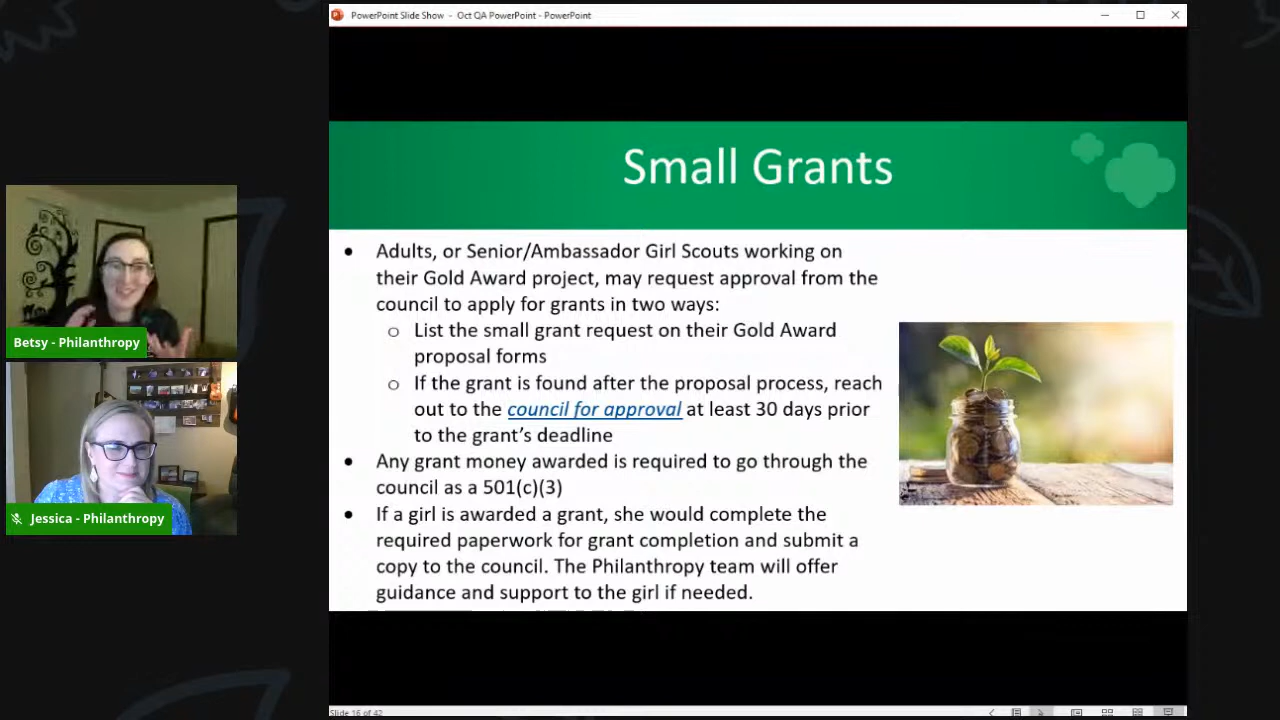 PowerPoint Slide Show - Oct QA PowerPoint - PowerPoint
Small Grants
• Adults, or Senior/Ambassador Girl Scouts working on
their Gold Award project, may request approval from the
council to apply for grants in two ways:
o List the small grant request on their Gold Award
proposal forms
o If the grant is found after the proposal process, reach
out to the council for approval at least 30 days prior
to the grant's deadline
• Any grant money awarded is required to go through the
council as a 501(c)(3)
• If a girl is awarded a grant, she would complete the
required paperwork for grant completion and submit a
copy to the council. The Philanthropy team will offer
guidance and support to the girl if needed.
Betsy - Philanthropy
Jessica - Philanthropy
Slide 16 of 42